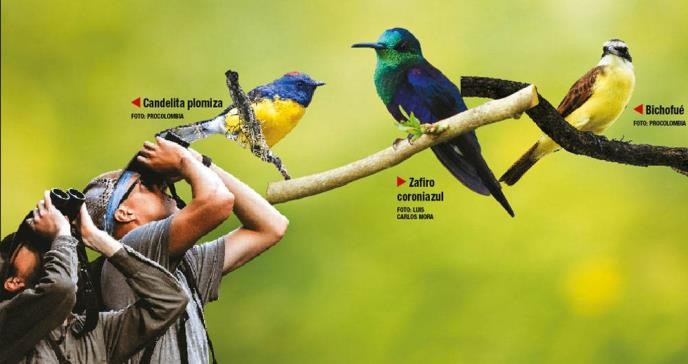 Candelita plomiza
FOTO: PROCOLOMBIA
Zafiro
coroniazul
FOTO: LUIS
CARLOS MORA
Bichofué
FOTO: PROCOLOMBIA